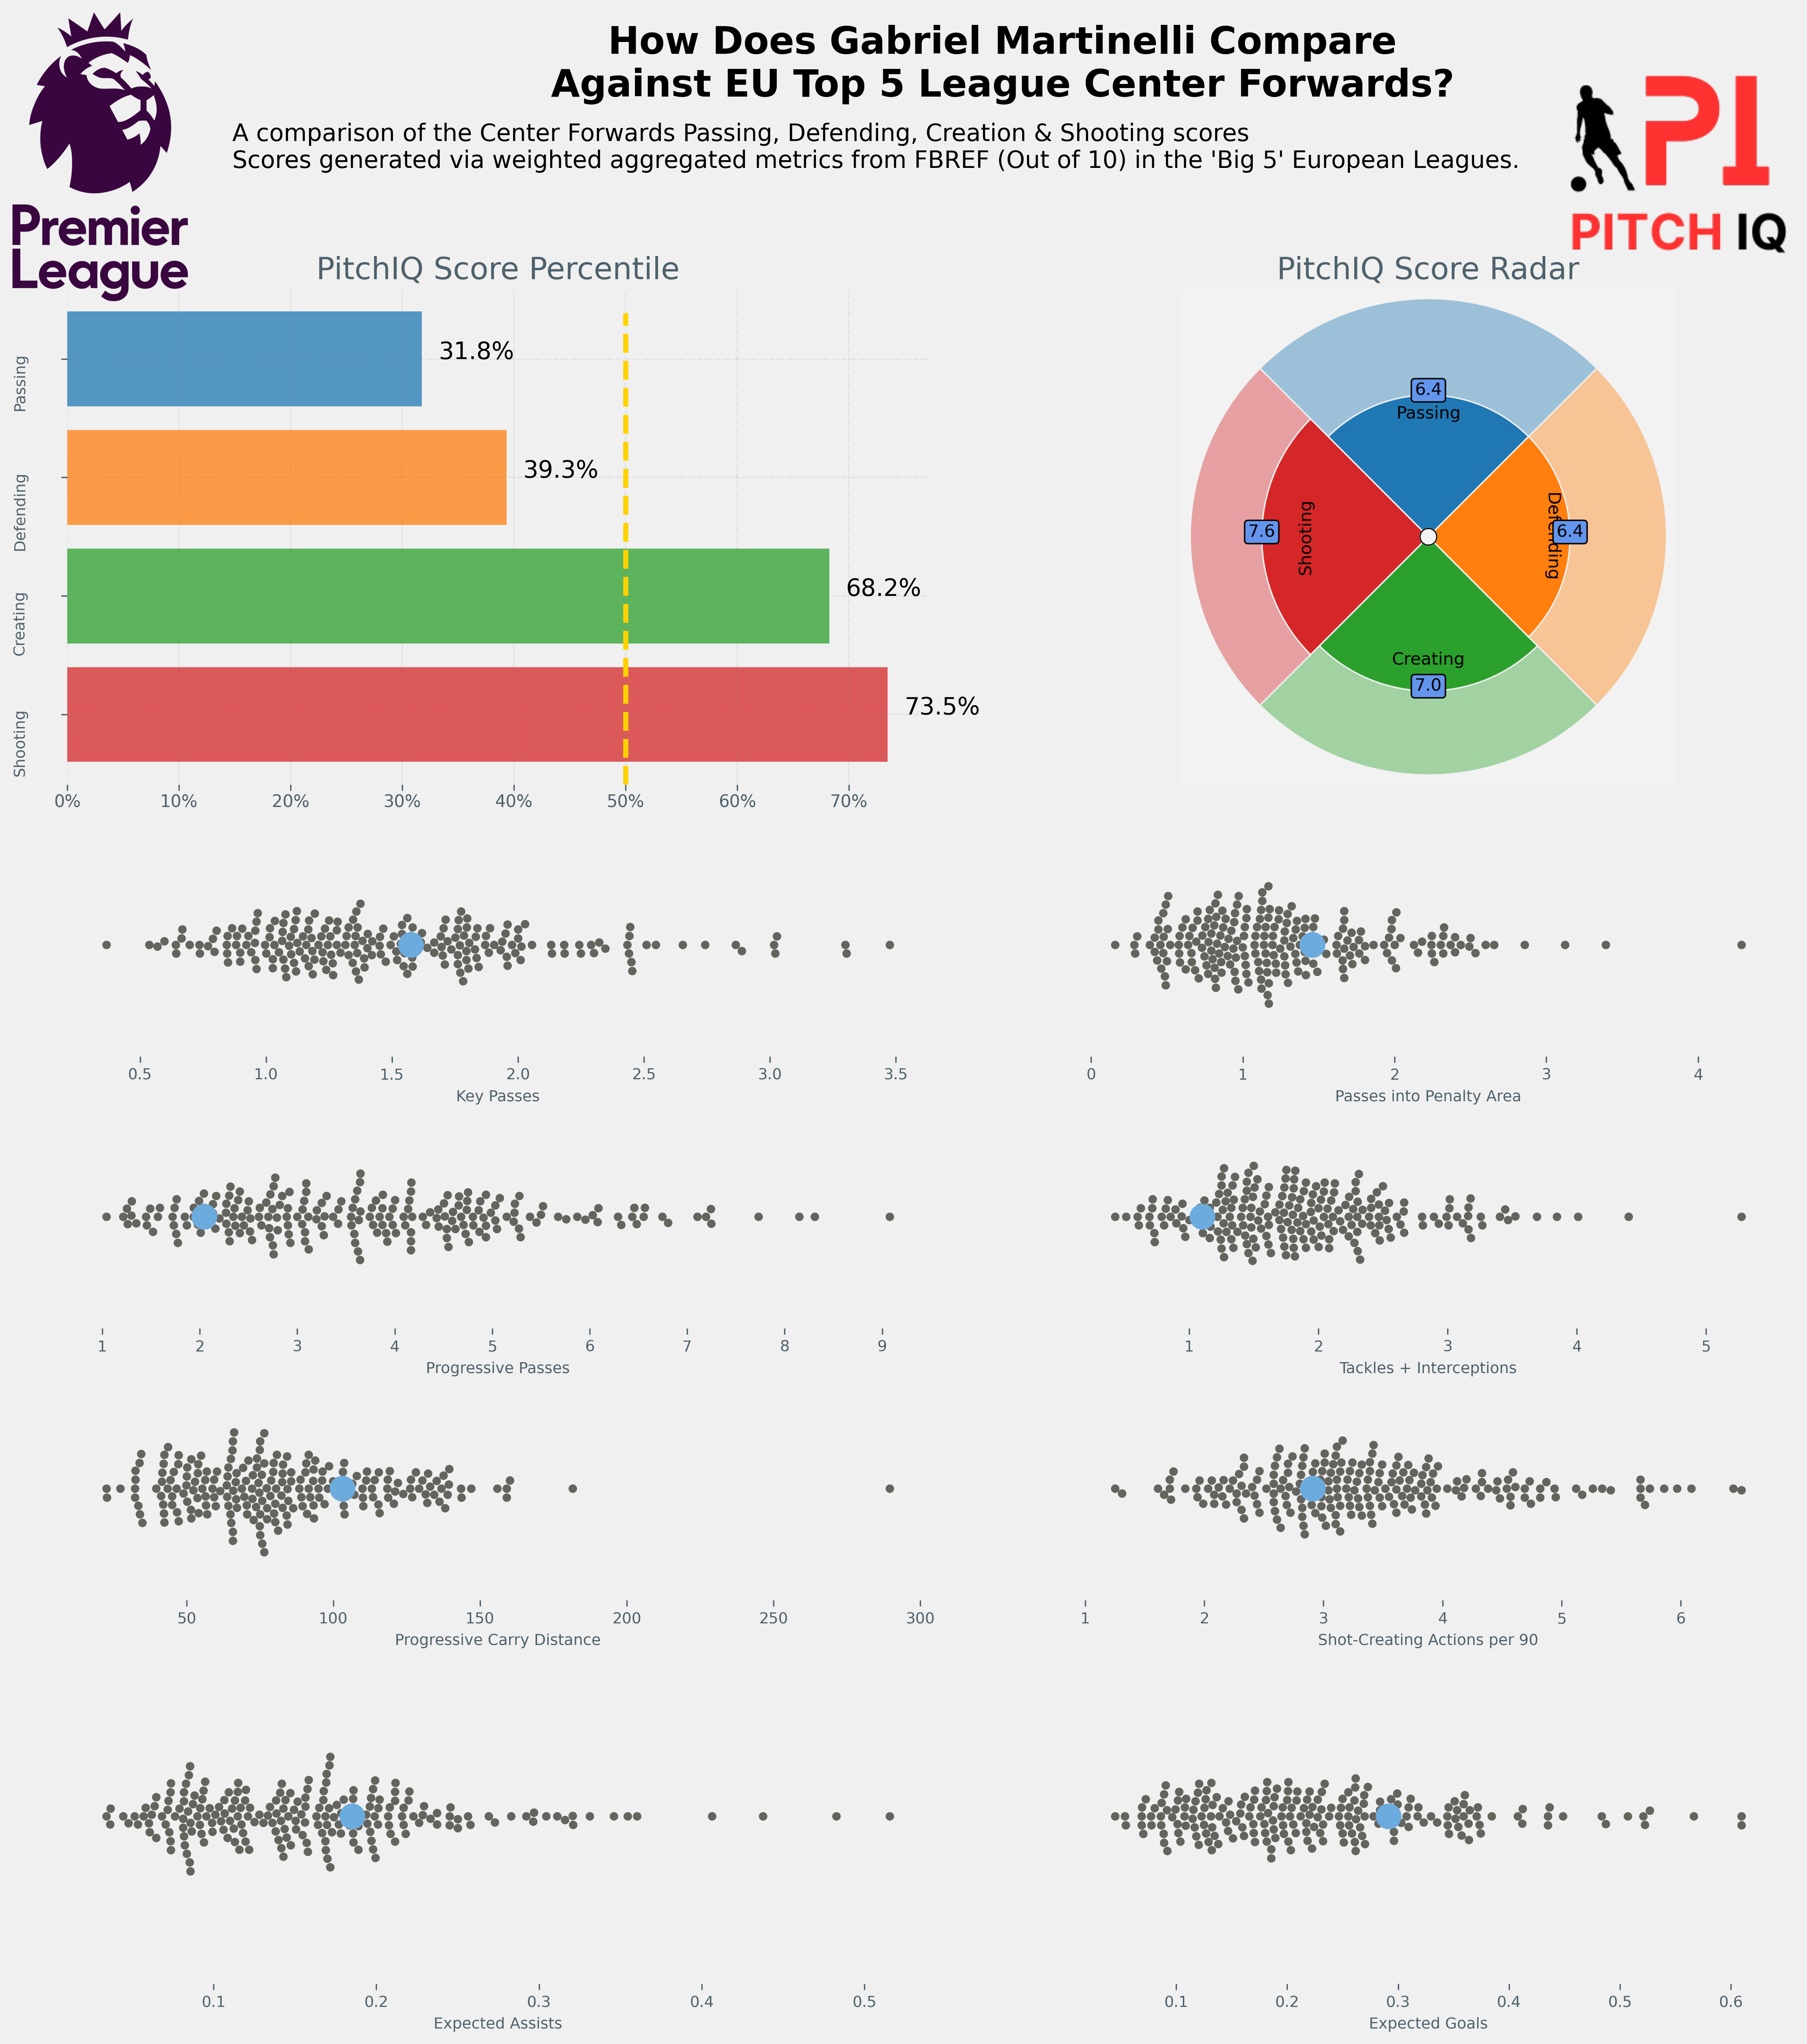 How Does Gabriel Martinelli Compare
Against EU Top 5 League Center Forwards?
A comparison of the Center Forwards Passing, Defending, Creation & Shooting scores
Scores generated via weighted aggregated metrics from FBREF (Out of 10) in the 'Big 5' European Leagues.
Premier
League
PI
PITCH IQ
PitchIQ Score Percentile
Passing
31.8%
Defending
39.3%
Creating
68.2%
Shooting
73.5%
0% 10% 20% 30% 40% 50% 60% 70%
PitchIQ Score Radar
6.4
Passing
7.6
Shooting
Defending
6.4
Creating
7.0
0.5 1.0 1.5 2.0 2.5 3.0 3.5
Key Passes
0 1 2 3 4
Passes into Penalty Area
1 2 3 4 5 6 7 8 9
Progressive Passes
1 2 3 4 5
Tackles + Interceptions
50 100 150 200 250 300
Progressive Carry Distance
1 2 3 4 5 6
Shot-Creating Actions per 90
0.1 0.2 0.3 0.4 0.5
Expected Assists
0.1 0.2 0.3 0.4 0.5 0.6
Expected Goals